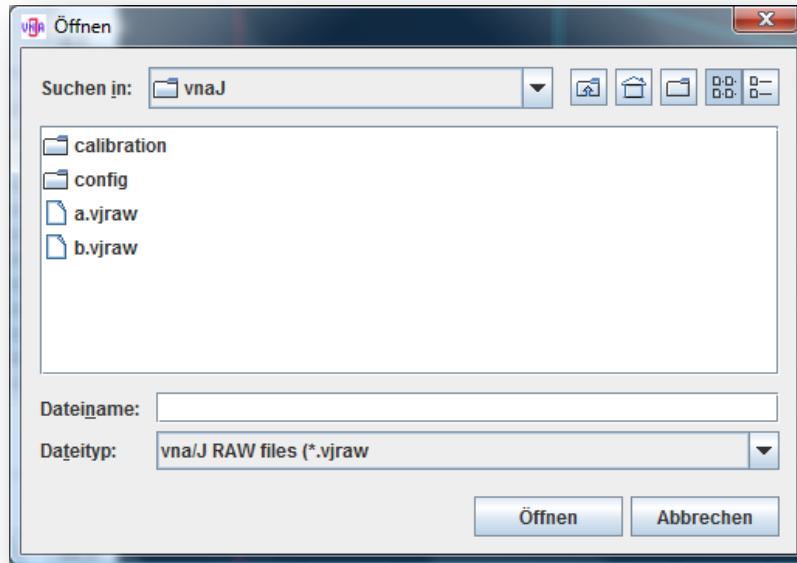 VNA Öffnen
Suchen in: vnaJ
calibration
config
a.vjraw
b.vjraw
Dateiname:
Dateityp: vna/J RAW files (*.vjraw
Öffnen Abbrechen